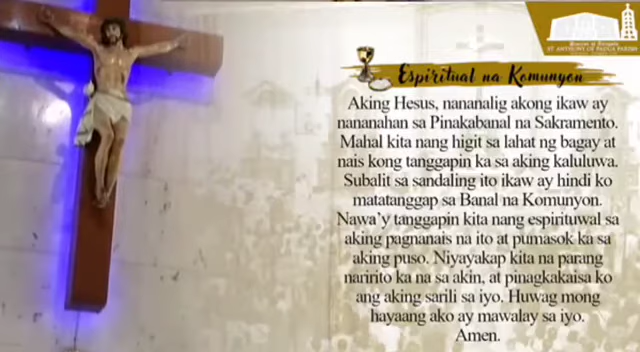 ST ANTHONY OF PADUA PARISH
Espiritual na Komunyon
Aking Hesus, nananalig akong ikaw ay
nananahan sa Pinakabanal na Sakramento.
Mahal kita nang higit sa lahat ng bagay at
nais kong tanggapin ka sa aking kaluluwa.
Subalit sa sandaling ito ikaw ay hindi ko
matatanggap sa Banal na Komunyon.
Nawa'y tanggapin kita nang espirituwal sa
aking pagnanais na ito at pumasok ka sa
aking puso. Niyayakap kita na parang
naririto ka na sa akin, at pinagkakaisa ko
ang aking sarili sa iyo. Huwag mong
hayaang ako ay mawalay sa iyo.
Amen.